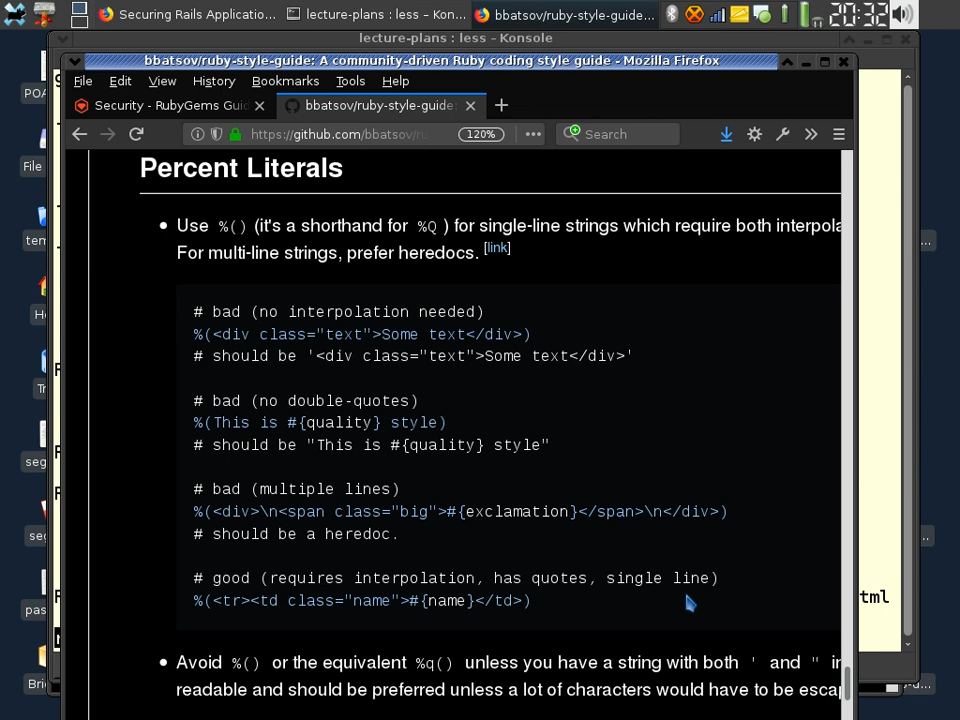 Securing Rails Applicatio...
lecture-plans : less – Kon...
bbatsov/ruby-style-guide...
20:32
lecture-plans : less – Konsole
bbatsov/ruby-style-guide: A community-driven Ruby coding style guide - Mozilla Firefox
File Edit View History Bookmarks Tools Help
Security - RubyGems Guid
bbatsov/ruby-style-guide:
https://github.com/bbatsov/ru
120%
Search
POA
File
tem
Ho
Tr
seg
seg
pas
Bric
Percent Literals
• Use %() (it's a shorthand for %Q ) for single-line strings which require both interpola
For multi-line strings, prefer heredocs. [link]
# bad (no interpolation needed)
%(<div class="text">Some text</div>)
# should be '<div class="text">Some text</div>'
# bad (no double-quotes)
%(This is #{quality} style)
# should be "This is #{quality} style"
# bad (multiple lines)
%(<div>\n<span class="big">#{exclamation}</span>\n</div>)
# should be a heredoc.
# good (requires interpolation, has quotes, single line)
%(<tr><td class="name">#{name}</td>)
• Avoid %() or the equivalent %q() unless you have a string with both ' and " in
readable and should be preferred unless a lot of characters would have to be escap
tml